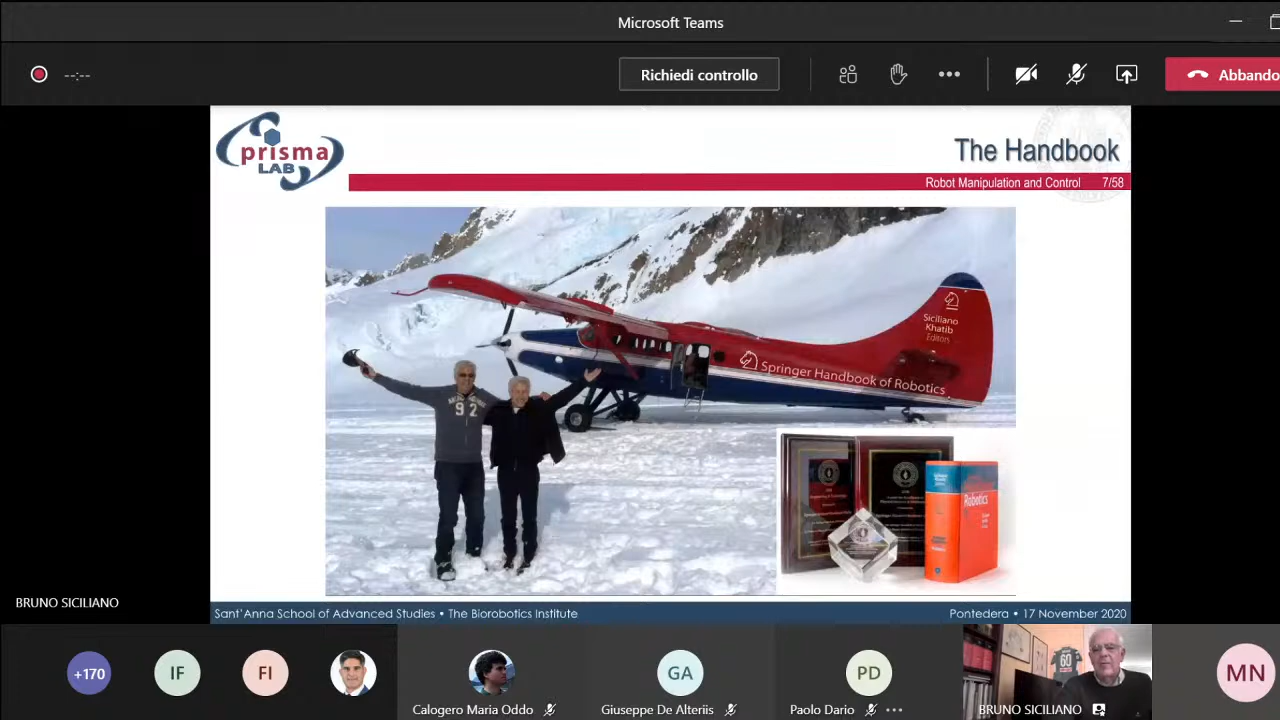 Microsoft Teams
--:--
Richiedi controllo
Abbando
prisma
LAB
The Handbook
Robot Manipulation and Control 7/58
Siciliano
Khatib
Editors
Springer Handbook of Robotics
92
Robotics
BRUNO SICILIANO
Sant'Anna School of Advanced Studies • The Biorobotics Institute
Pontedera • 17 November 2020
+170
IF
FI
Calogero Maria Oddo
GA
Giuseppe De Alteriis
PD
Paolo Dario
60
BRUNO SICILIANO
MN